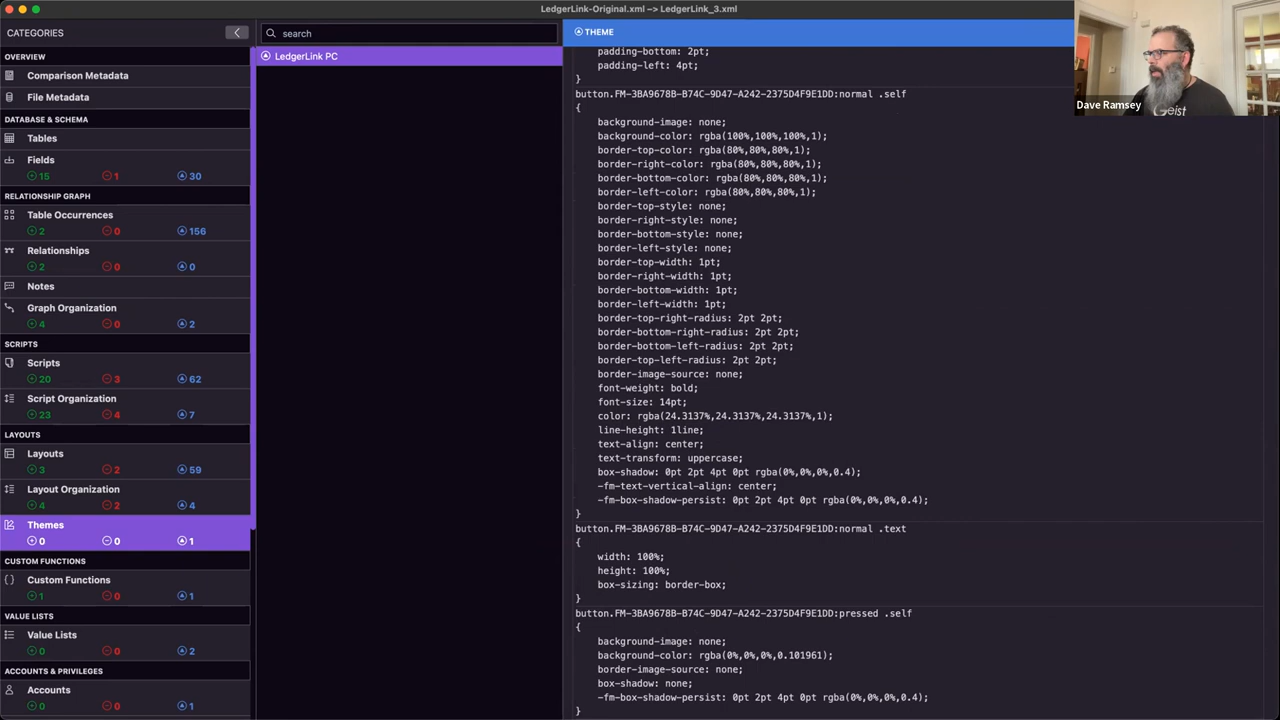 LedgerLink-Original.xml -> LedgerLink_3.xml
CATEGORIES
OVERVIEW
Comparison Metadata
File Metadata
DATABASE & SCHEMA
Tables
Fields
15 1 30
RELATIONSHIP GRAPH
Table Occurrences
2 0 156
Relationships
2 0 0
Notes
Graph Organization
4 0 2
SCRIPTS
Scripts
20 3 62
Script Organization
23 4 7
LAYOUTS
Layouts
3 2 59
Layout Organization
4 2 4
Themes
0 0 1
CUSTOM FUNCTIONS
Custom Functions
1 0 1
VALUE LISTS
Value Lists
0 0 2
ACCOUNTS & PRIVILEGES
Accounts
0 0 1
search
LedgerLink PC
THEME
padding-bottom: 2pt;
padding-left: 4pt;
}
button.FM-3BA9678B-B74C-9D47-A242-2375D4F9E1DD:normal .self
{
background-image: none;
background-color: rgba(100%,100%,100%,1);
border-top-color: rgba(80%,80%,80%,1);
border-right-color: rgba(80%,80%,80%,1);
border-bottom-color: rgba(80%,80%,80%,1);
border-left-color: rgba(80%,80%,80%,1);
border-top-style: none;
border-right-style: none;
border-bottom-style: none;
border-left-style: none;
border-top-width: 1pt;
border-right-width: 1pt;
border-bottom-width: 1pt;
border-left-width: 1pt;
border-top-right-radius: 2pt 2pt;
border-bottom-right-radius: 2pt 2pt;
border-bottom-left-radius: 2pt 2pt;
border-top-left-radius: 2pt 2pt;
border-image-source: none;
font-weight: bold;
font-size: 14pt;
color: rgba(24.3137%,24.3137%,24.3137%,1);
line-height: 1line;
text-align: center;
text-transform: uppercase;
box-shadow: 0pt 2pt 4pt 0pt rgba(0%,0%,0%,0.4);
-fm-text-vertical-align: center;
-fm-box-shadow-persist: 0pt 2pt 4pt 0pt rgba(0%,0%,0%,0.4);
}
button.FM-3BA9678B-B74C-9D47-A242-2375D4F9E1DD:normal .text
{
width: 100%;
height: 100%;
box-sizing: border-box;
}
button.FM-3BA9678B-B74C-9D47-A242-2375D4F9E1DD:pressed .self
{
background-image: none;
background-color: rgba(0%,0%,0%,0.101961);
border-image-source: none;
box-shadow: none;
-fm-box-shadow-persist: 0pt 2pt 4pt 0pt rgba(0%,0%,0%,0.4);
}
Dave Ramsey
Geist